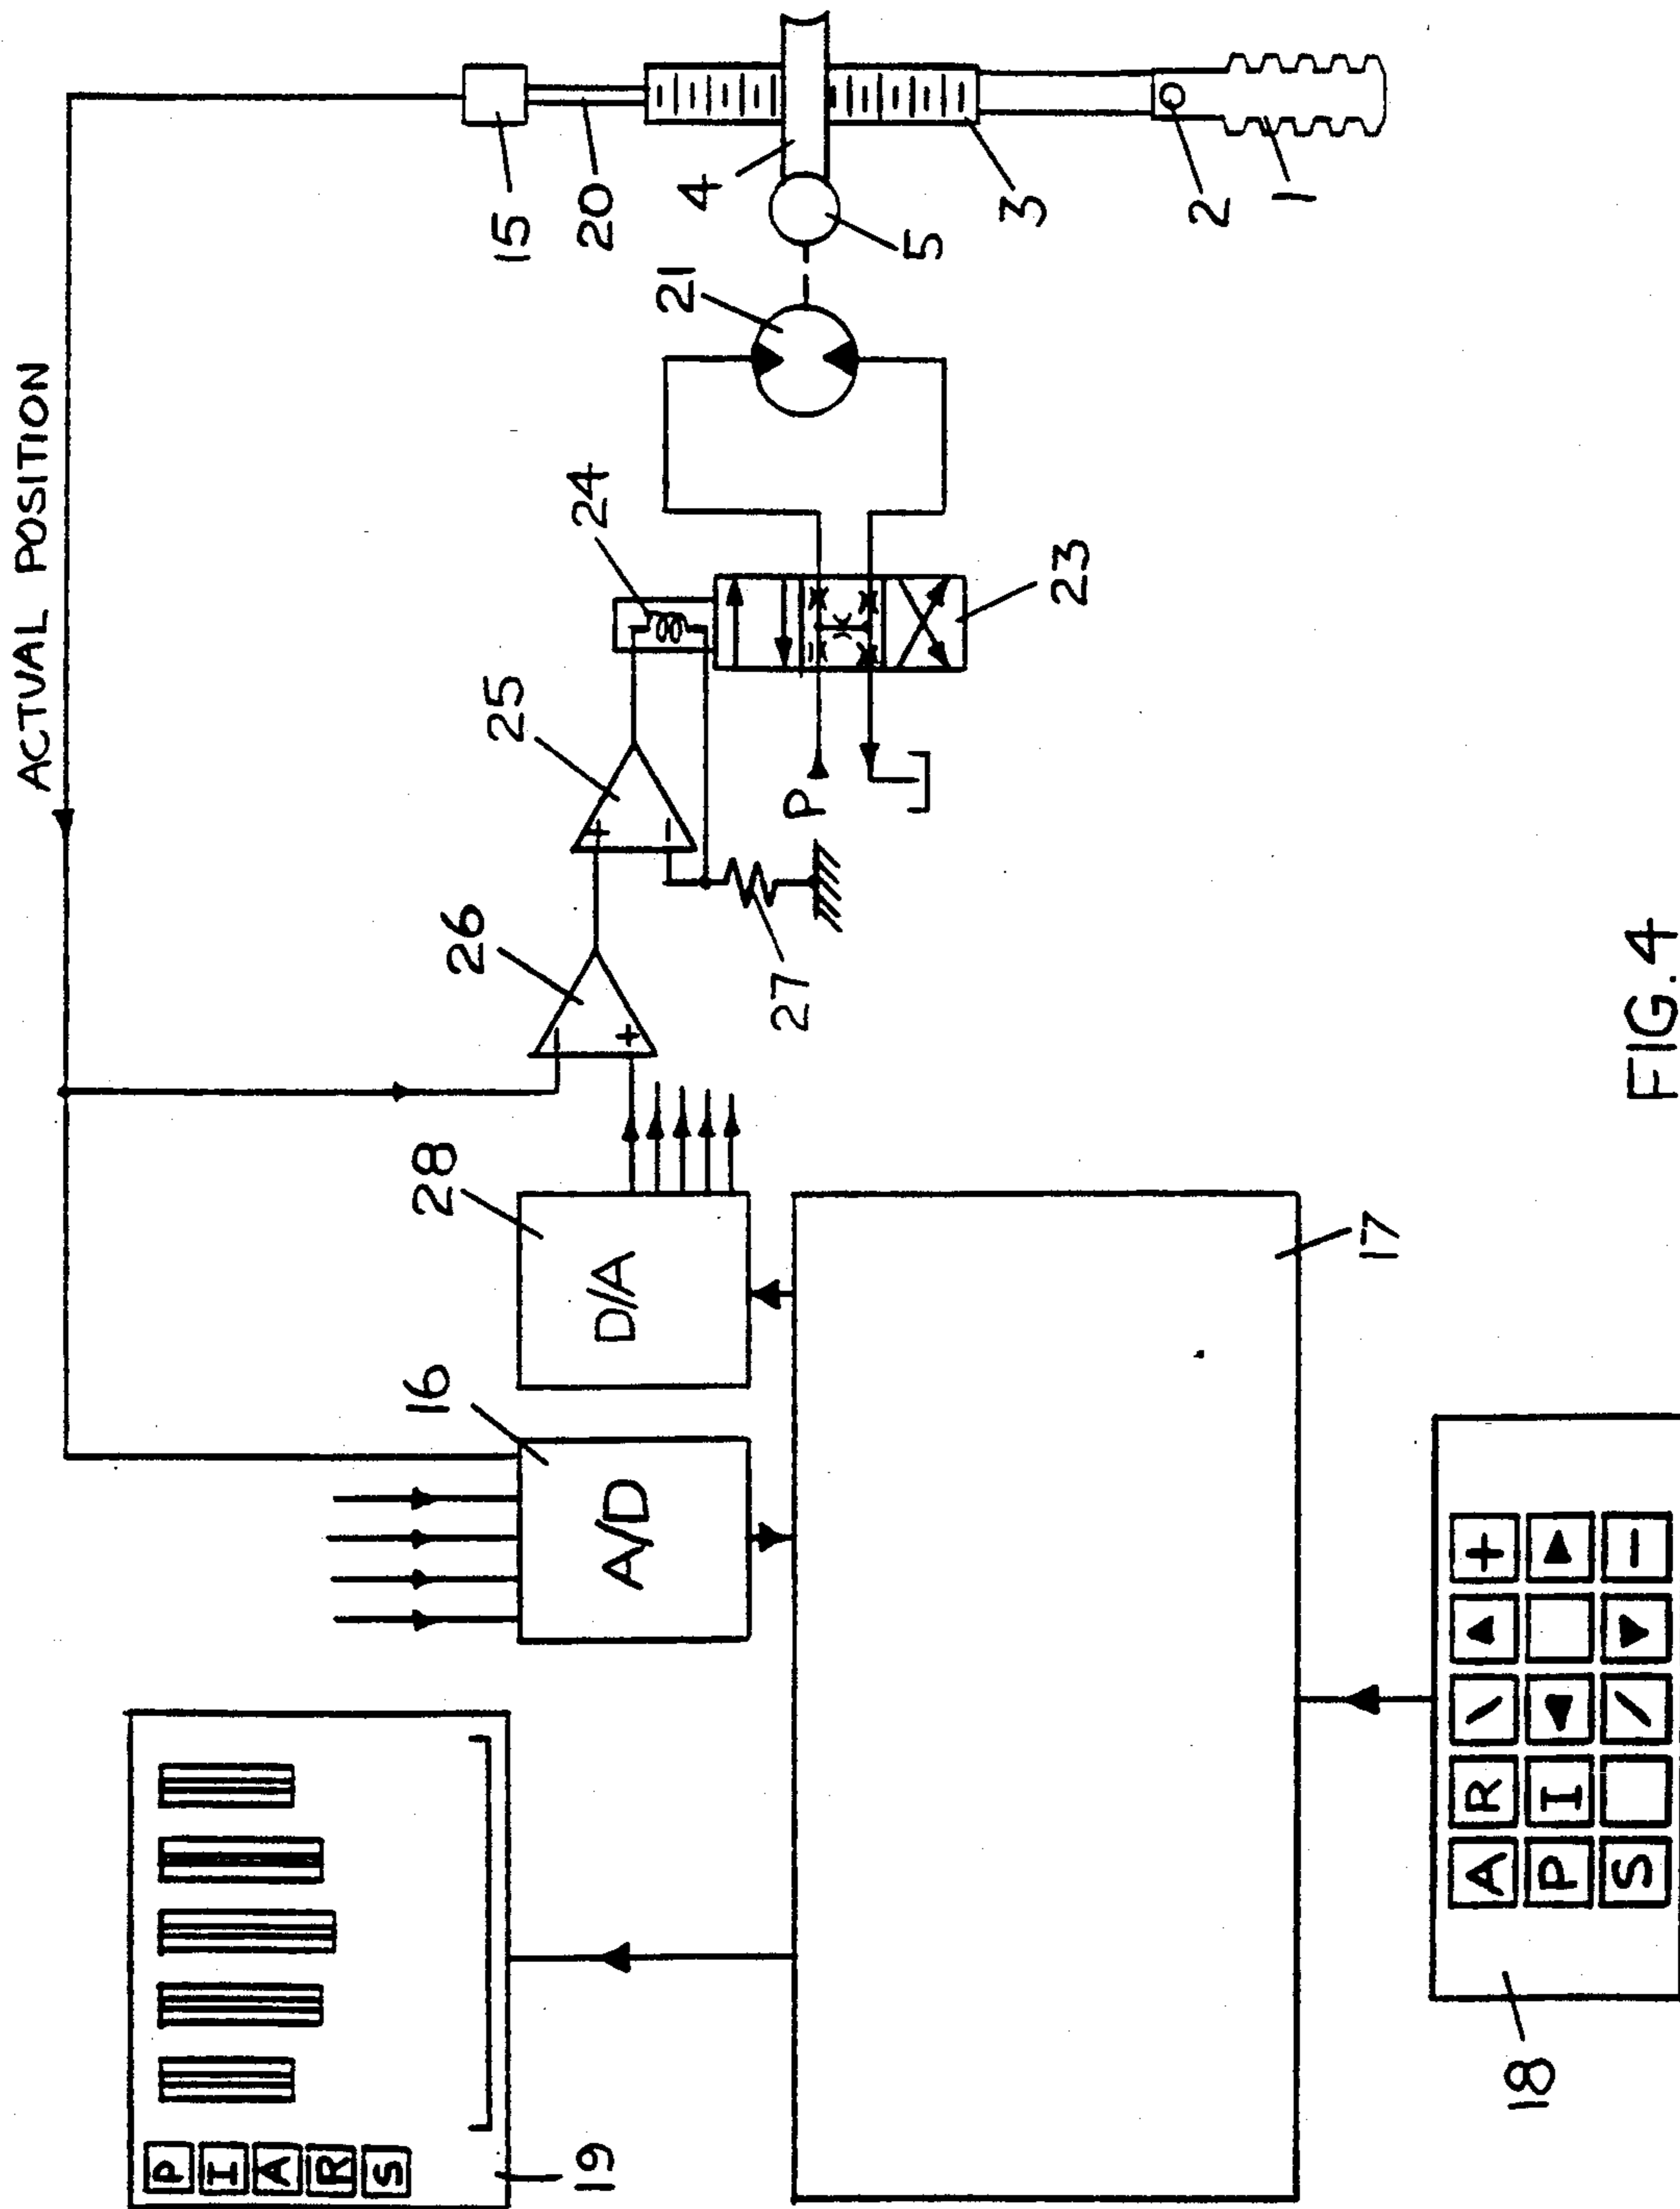 ACTUAL POSITION
15
20
4
5
3
2
1
21
24
23
25
P
26
27
28
D/A
16
A/D
17
19
P
I
A
R
S
18
A R \ ▲ +
P I ◀ ▶
S / ▼ −
+
−
−
+
FIG. 4